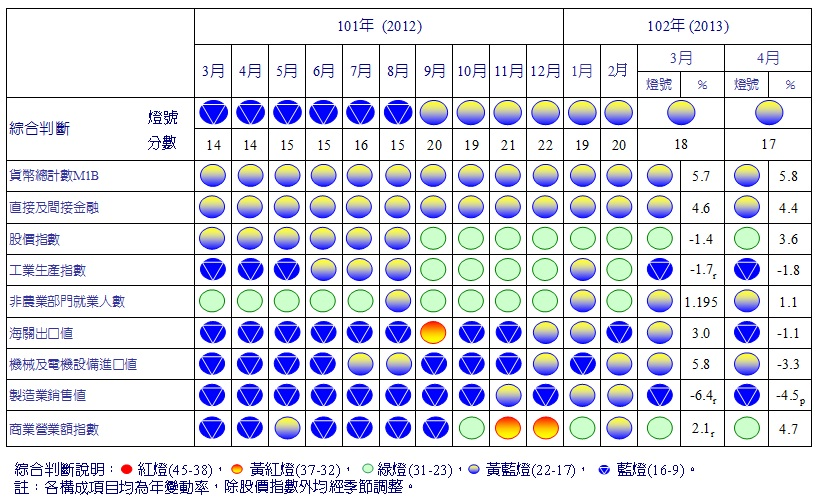 101年 (2012) 102年(2013)
3月 4月 5月 6月 7月 8月 9月 10月 11月 12月 1月 2月 3月 4月
燈號 % 燈號 %
綜合判斷 燈號
分數 14 14 15 15 16 15 20 19 21 22 19 20 18 17
貨幣總計數M1B 5.7 5.8
直接及間接金融 4.6 4.4
股價指數 -1.4 3.6
工業生產指數 -1.7r -1.8
非農業部門就業人數 1.195 1.1
海關出口值 3.0 -1.1
機械及電機設備進口值 5.8 -3.3
製造業銷售值 -6.4r -4.5p
商業營業額指數 2.1r 4.7
綜合判斷說明：紅燈(45-38)，黃紅燈(37-32)，綠燈(31-23)，黃藍燈(22-17)，藍燈(16-9)。
註：各構成項目均為年變動率，除股價指數外均經季節調整。